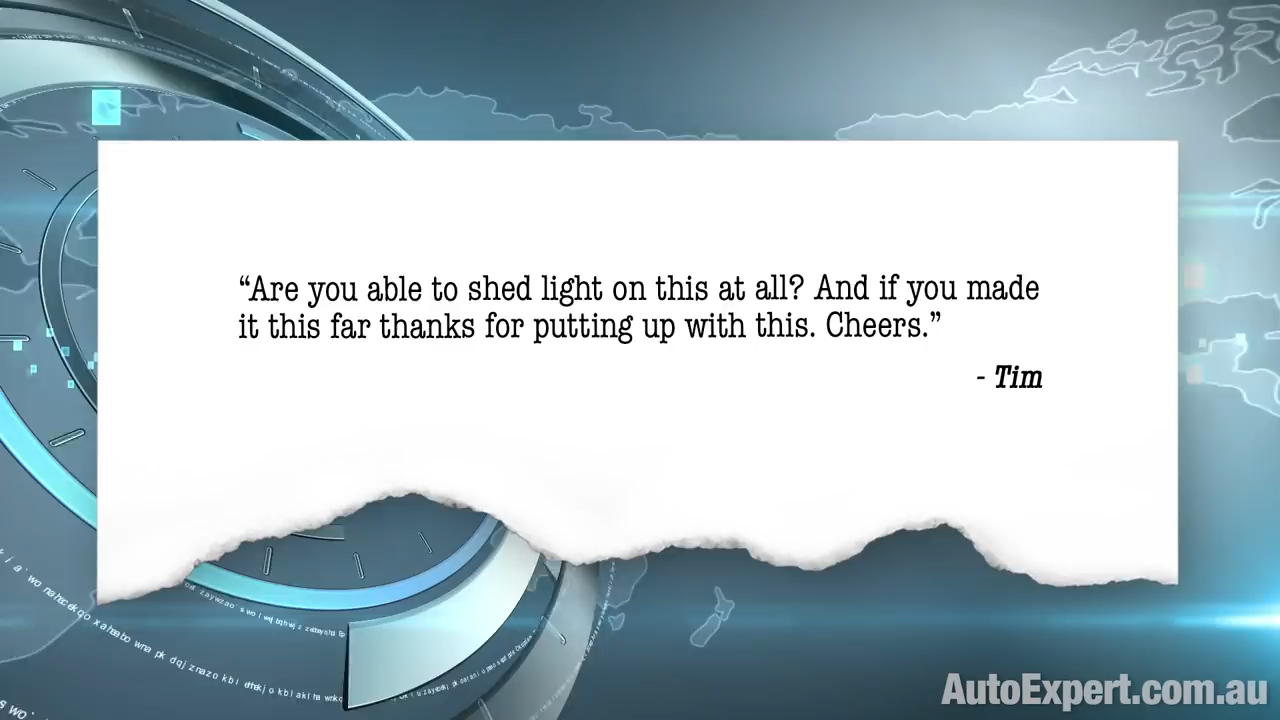 “Are you able to shed light on this at all? And if you made
it this far thanks for putting up with this. Cheers.”
- Tim
AutoExpert.com.au